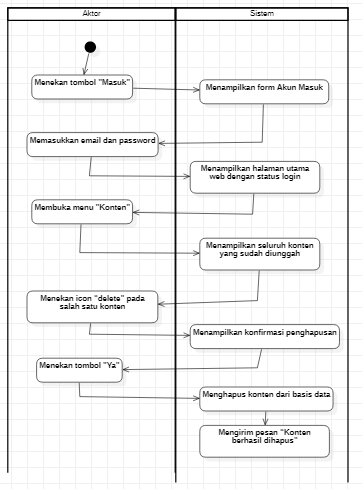 Aktor
Sistem
Menekan tombol "Masuk"
Menampilkan form Akun Masuk
Memasukkan email dan password
Menampilkan halaman utama
web dengan status login
Membuka menu "Konten"
Menampilkan seluruh konten
yang sudah diunggah
Menekan icon "delete" pada
salah satu konten
Menampilkan konfirmasi penghapusan
Menekan tombol "Ya"
Menghapus konten dari basis data
Mengirim pesan "Konten
berhasil dihapus"